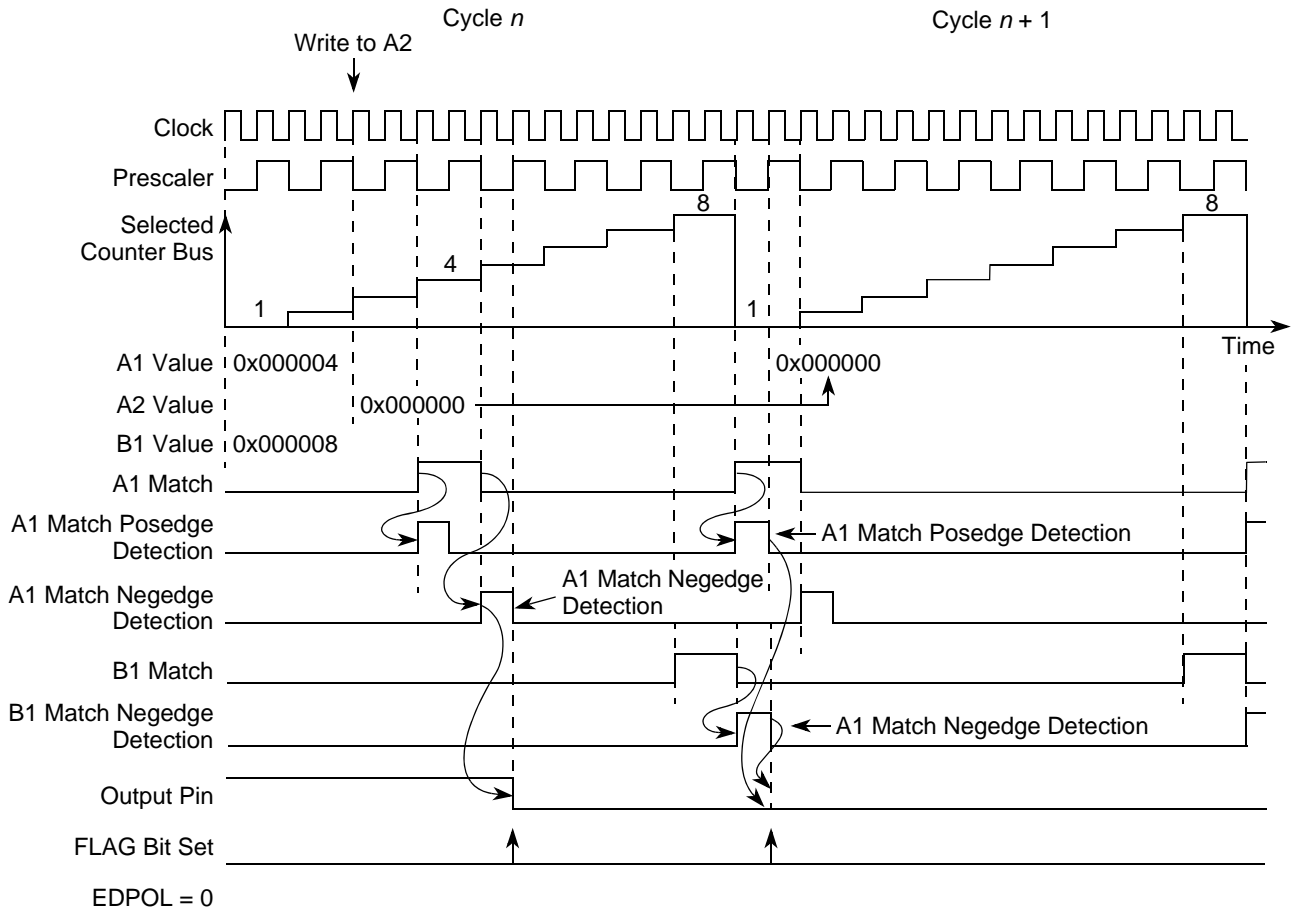 Cycle n
Cycle n + 1
Write to A2
Clock
Prescaler
8
8
Selected
Counter Bus
4
1
1
Time
A1 Value
0x000004
0x000000
A2 Value
0x000000
B1 Value
0x000008
A1 Match
A1 Match Posedge
Detection
A1 Match Posedge Detection
A1 Match Negedge
Detection
A1 Match Negedge
Detection
B1 Match
B1 Match Negedge
Detection
A1 Match Negedge Detection
Output Pin
FLAG Bit Set
EDPOL = 0